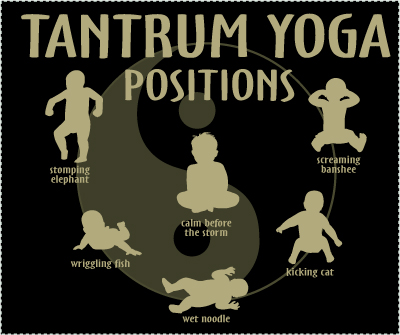 TANTRUM YOGA
POSITIONS
stomping
elephant
screaming
banshee
calm before
the storm
wriggling fish
kicking cat
wet noodle